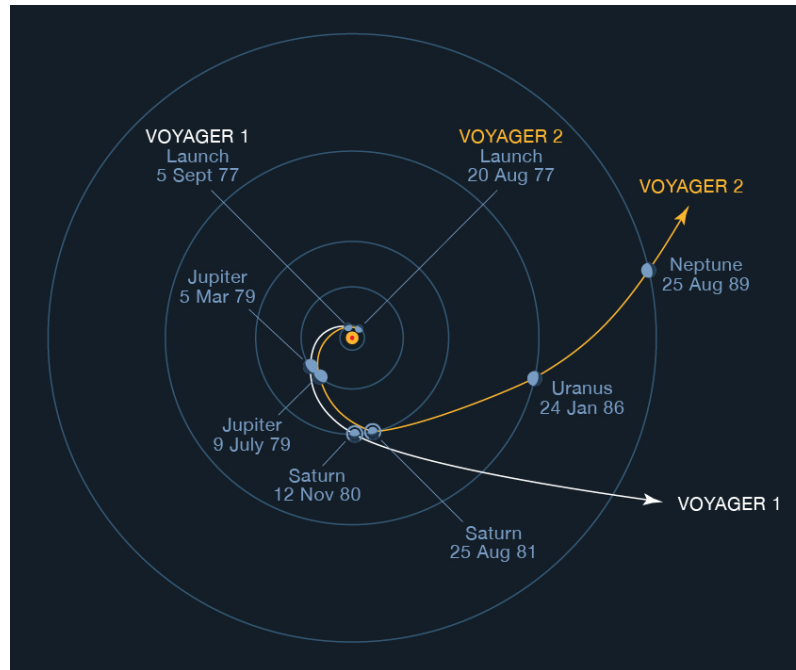 VOYAGER 1
Launch
5 Sept 77
VOYAGER 2
Launch
20 Aug 77
VOYAGER 2
Jupiter
5 Mar 79
Neptune
25 Aug 89
Uranus
24 Jan 86
Jupiter
9 July 79
Saturn
12 Nov 80
VOYAGER 1
Saturn
25 Aug 81